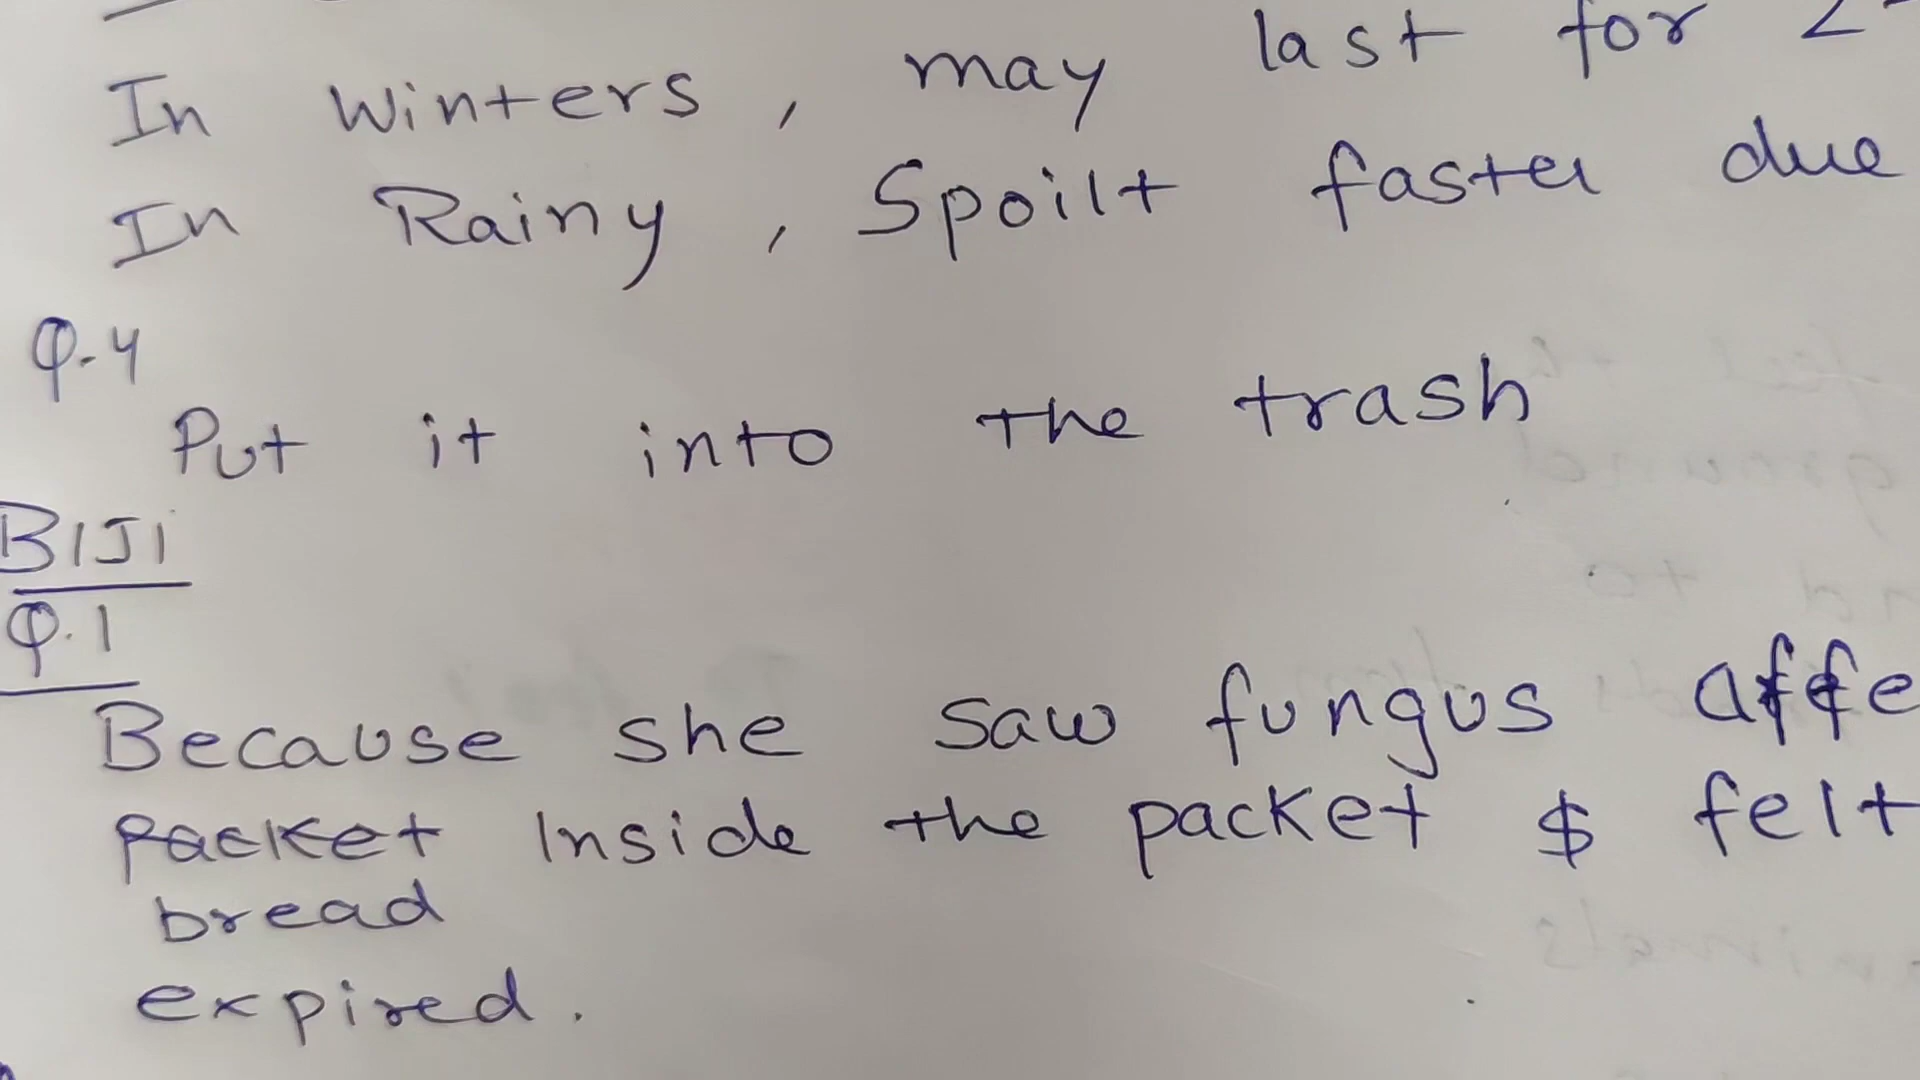 In Winters, may last for 2-
In Rainy, Spoilt faster due
Q.4
Put it into the trash
BIJI
Q.1
Because she saw fungus affe
packet Inside the packet $ felt
bread
expired.